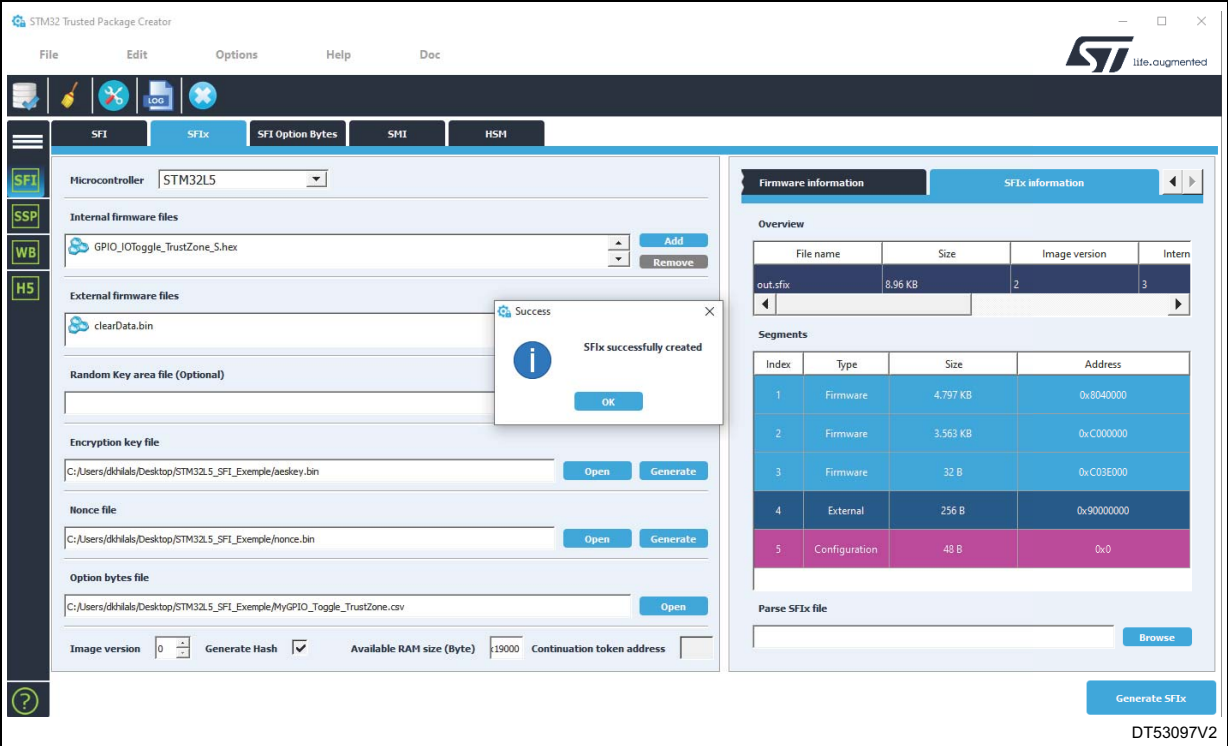 STM32 Trusted Package Creator
File Edit Options Help Doc
life.augmented
LOG
SFI SFIx SFI Option Bytes SMI HSM
SFI
SSP
WB
H5
Microcontroller STM32L5
Internal firmware files
GPIO_IOToggle_TrustZone_S.hex
Add
Remove
External firmware files
clearData.bin
Random Key area file (Optional)
Encryption key file
C:/Users/dkhilals/Desktop/STM32L5_SFI_Exemple/aeskey.bin Open Generate
Nonce file
C:/Users/dkhilals/Desktop/STM32L5_SFI_Exemple/nonce.bin Open Generate
Option bytes file
C:/Users/dkhilals/Desktop/STM32L5_SFI_Exemple/MyGPIO_Toggle_TrustZone.csv Open
Image version 0 Generate Hash Available RAM size (Byte) x19000 Continuation token address
Success
SFIx successfully created
OK
Firmware information SFIx information
Overview
File name Size Image version Intern
out.sfix 8.96 KB 2 3
Segments
Index Type Size Address
1 Firmware 4.797 KB 0x8040000
2 Firmware 3.563 KB 0xC000000
3 Firmware 32 B 0xC03E000
4 External 256 B 0x90000000
5 Configuration 48 B 0x0
Parse SFIx file
Browse
Generate SFIx
?
DT53097V2